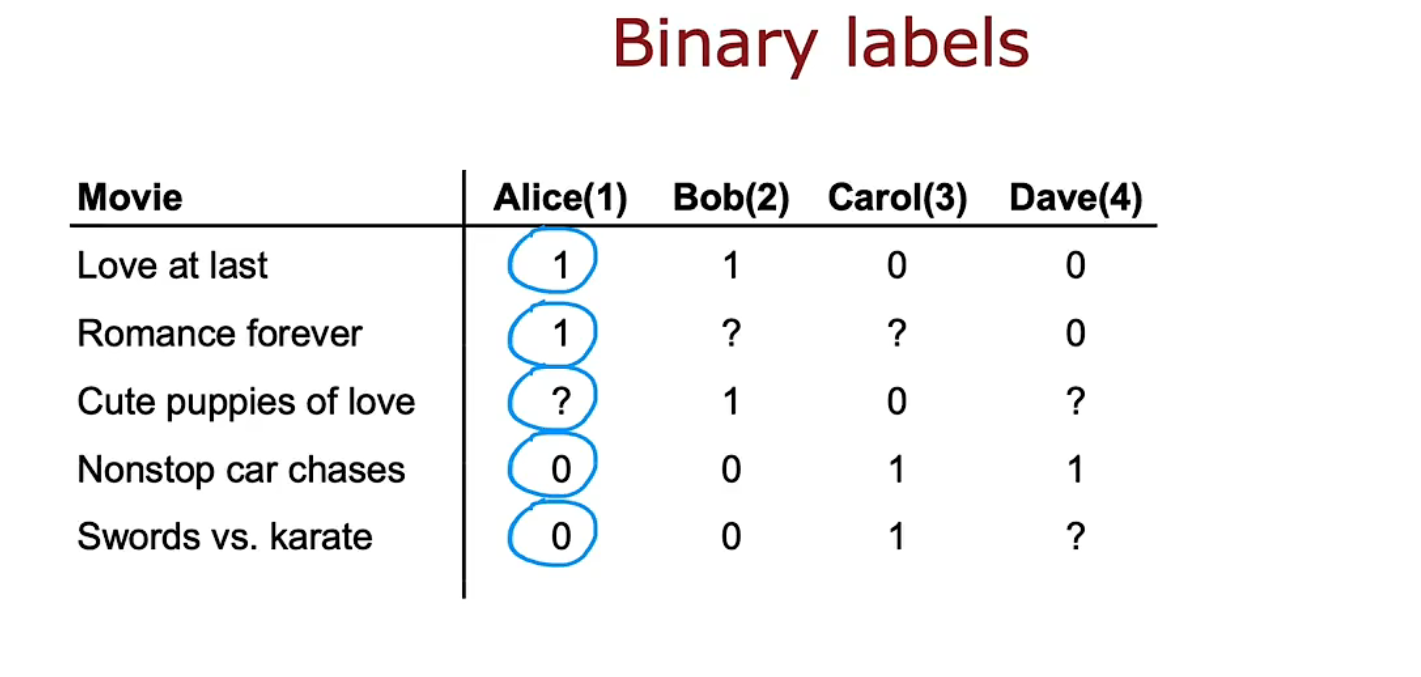 Binary labels
Movie Alice(1) Bob(2) Carol(3) Dave(4)
Love at last 1 1 0 0
Romance forever 1 ? ? 0
Cute puppies of love ? 1 0 ?
Nonstop car chases 0 0 1 1
Swords vs. karate 0 0 1 ?